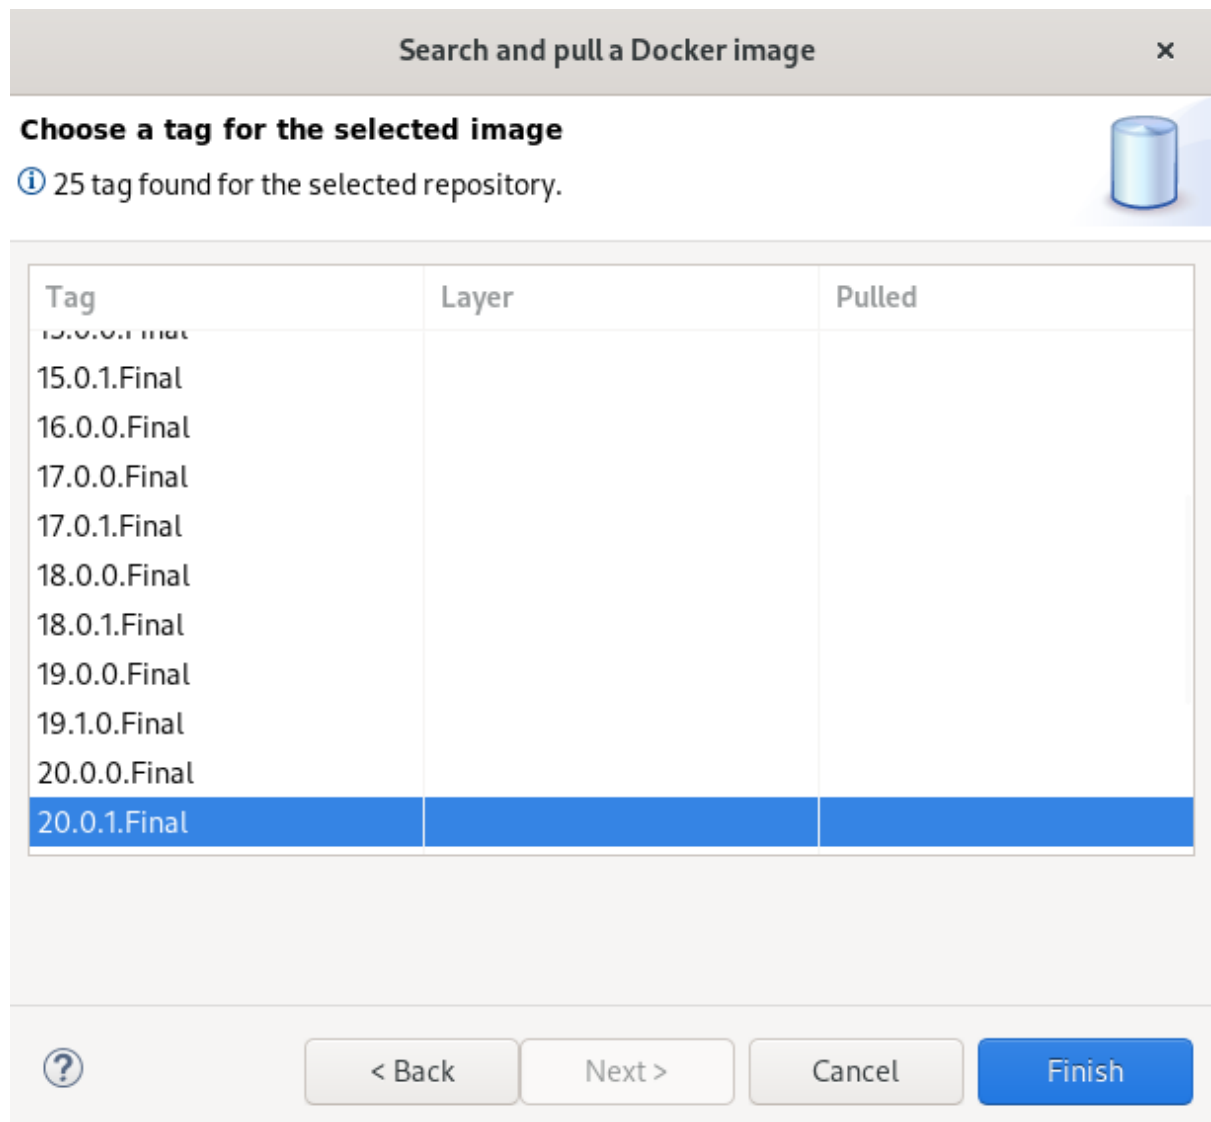 Search and pull a Docker image
Choose a tag for the selected image
25 tag found for the selected repository.
Tag Layer Pulled
15.0.1.Final
16.0.0.Final
17.0.0.Final
17.0.1.Final
18.0.0.Final
18.0.1.Final
19.0.0.Final
19.1.0.Final
20.0.0.Final
20.0.1.Final
< Back Next > Cancel Finish